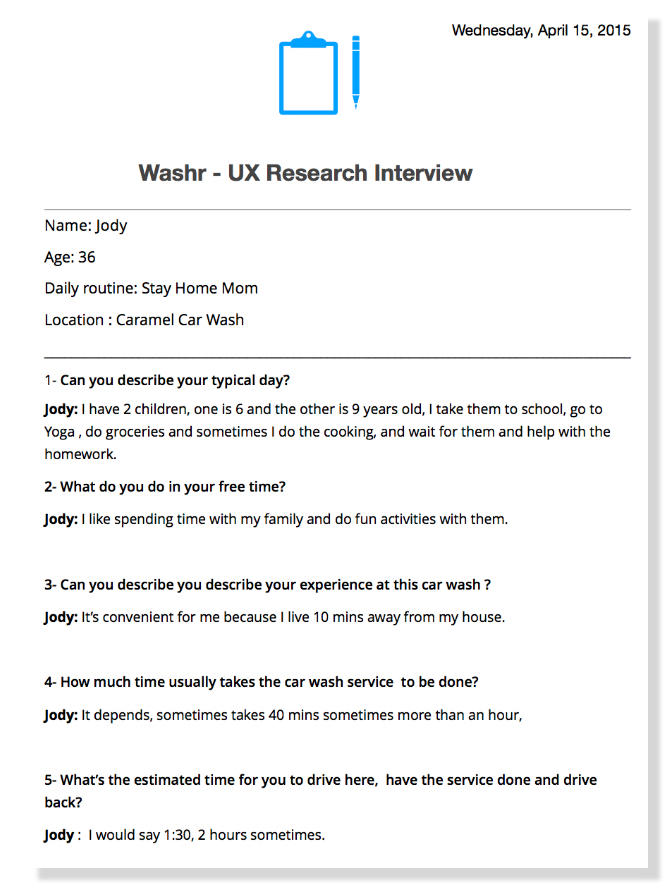 Wednesday, April 15, 2015
Washr - UX Research Interview
Name: Jody
Age: 36
Daily routine: Stay Home Mom
Location : Caramel Car Wash
1- Can you describe your typical day?
Jody: I have 2 children, one is 6 and the other is 9 years old, I take them to school, go to
Yoga , do groceries and sometimes I do the cooking, and wait for them and help with the
homework.
2- What do you do in your free time?
Jody: I like spending time with my family and do fun activities with them.
3- Can you describe you describe your experience at this car wash ?
Jody: It’s convenient for me because I live 10 mins away from my house.
4- How much time usually takes the car wash service  to be done?
Jody: It depends, sometimes takes 40 mins sometimes more than an hour,
5- What’s the estimated time for you to drive here,  have the service done and drive
back?
Jody :  I would say 1:30, 2 hours sometimes.